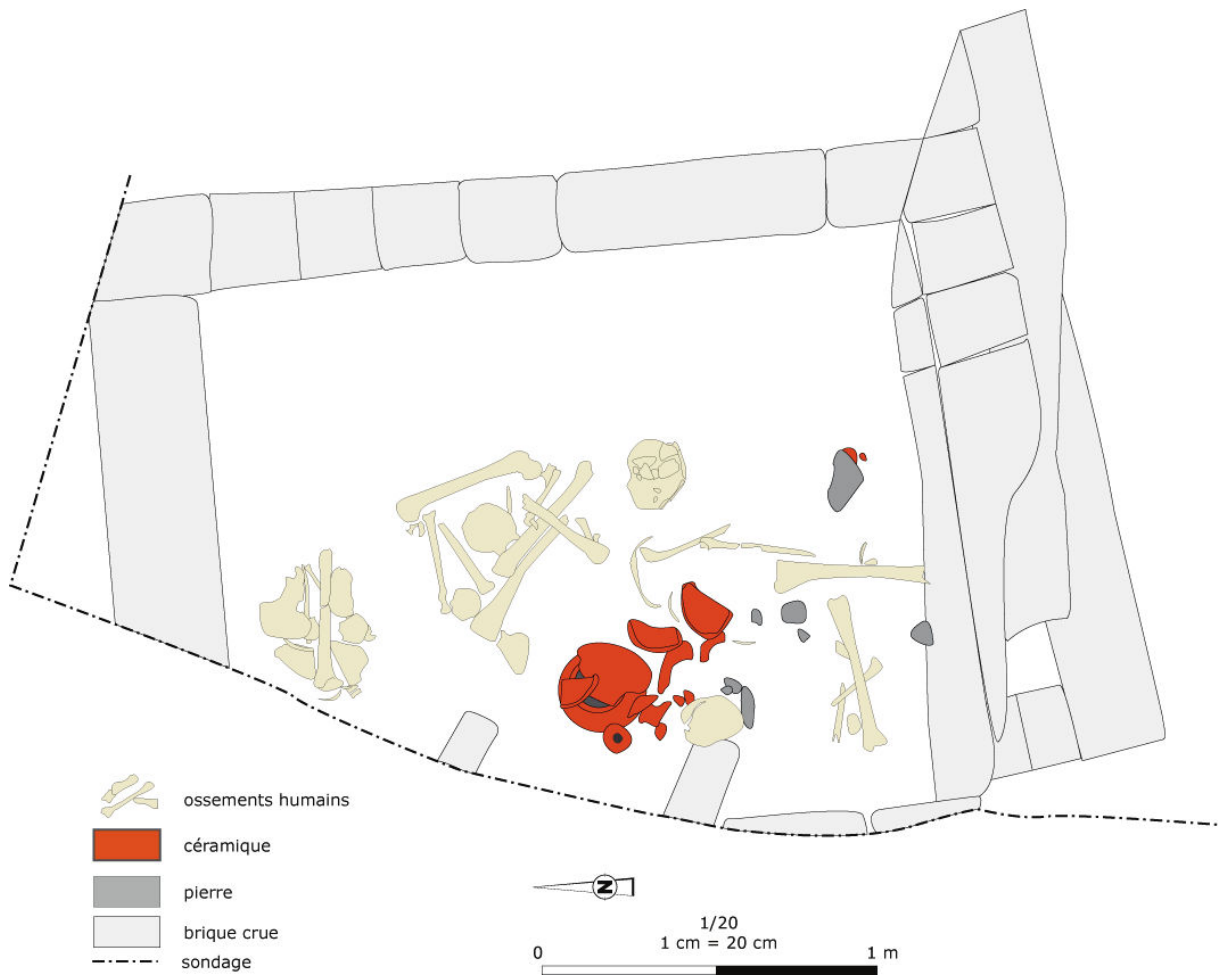 ossements humains
céramique
pierre
brique crue
sondage
N
1/20
1 cm = 20 cm
0 1 m